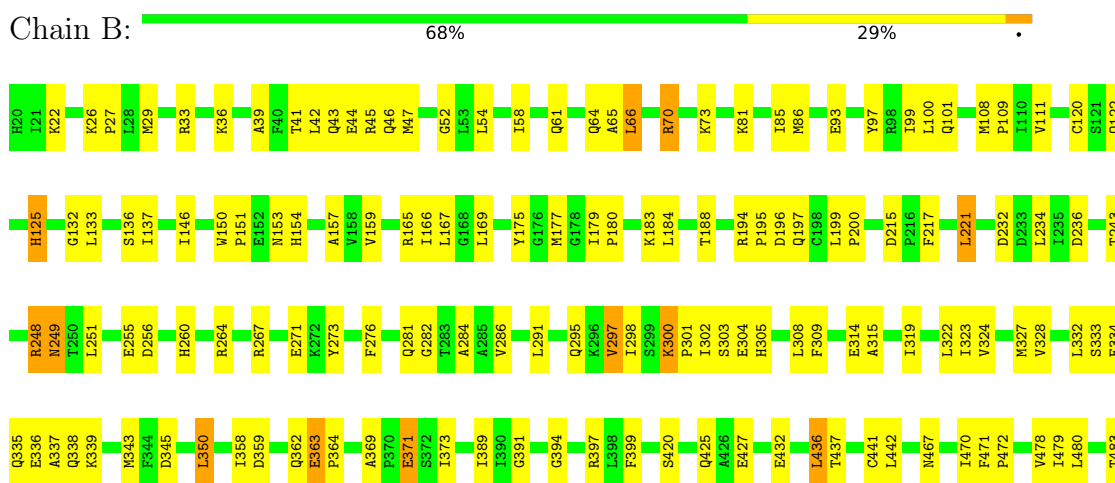 Chain B:
68% 29% •
H20 I21 K22 K26 P27 L28 M29 R33 K36 A39 F40 T41 L42 Q43 E44 R45 Q46 M47 G52 L53 L54 I58 Q61 Q64 A65 L66 R70 K73 K81 I85 M86 E93 Y97 R98 I99 L100 Q101 M108 P109 I110 V111 C120 S121
H125 G132 L133 S136 I137 I146 W150 P151 E152 N153 H154 A157 V158 V159 R165 I166 L167 G168 L169 Y175 G176 M177 G178 I179 P180 K183 L184 T188 R194 P195 D196 Q197 C198 L199 P200 D215 P216 F217 L221 D232 D233 L234 I235 D236
R248 N249 T250 L251 E255 D256 H260 R264 R267 E271 K272 Y273 F276 Q281 G282 T283 A284 A285 V286 L291 Q295 K296 V297 I298 S299 K300 P301 I302 S303 E304 H305 L308 F309 E314 A315 I319 L322 I323 V324 M327 V328 L332 S333
Q335 E336 A337 Q338 K339 M343 F344 D345 L350 I358 D359 Q362 E363 P364 A369 P370 E371 S372 I373 I389 I390 G391 G394 R397 L398 F399 S420 Q425 A426 E427 E432 L436 T437 C441 L442 N467 I470 F471 P472 V478 I479 L480